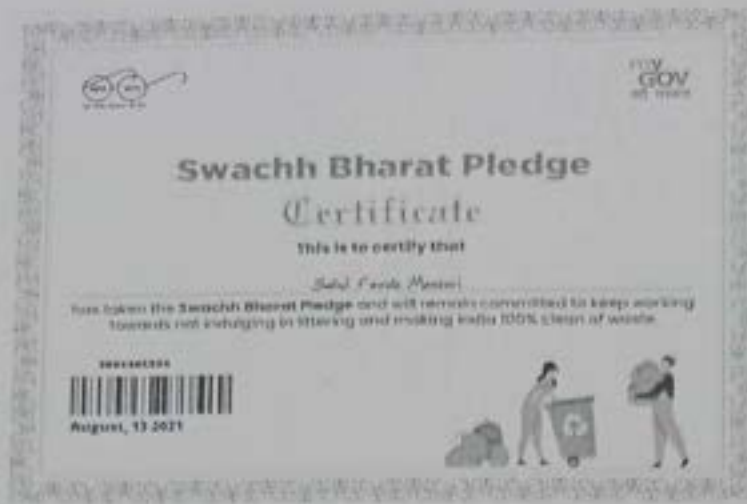 my
GOV
Swachh Bharat Pledge
Certificate
This is to certify that
has taken the Swachh Bharat Pledge and will remain committed to keep working
towards not indulging in littering and making India 100% clean of waste
August, 13 2021